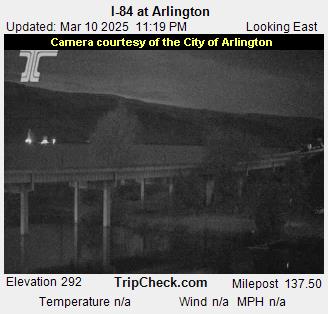 I-84 at Arlington
Updated: Mar 10 2025 11:19 PM Looking East
Camera courtesy of the City of Arlington
Elevation 292 TripCheck.com Milepost 137.50
Temperature n/a Wind n/a MPH n/a